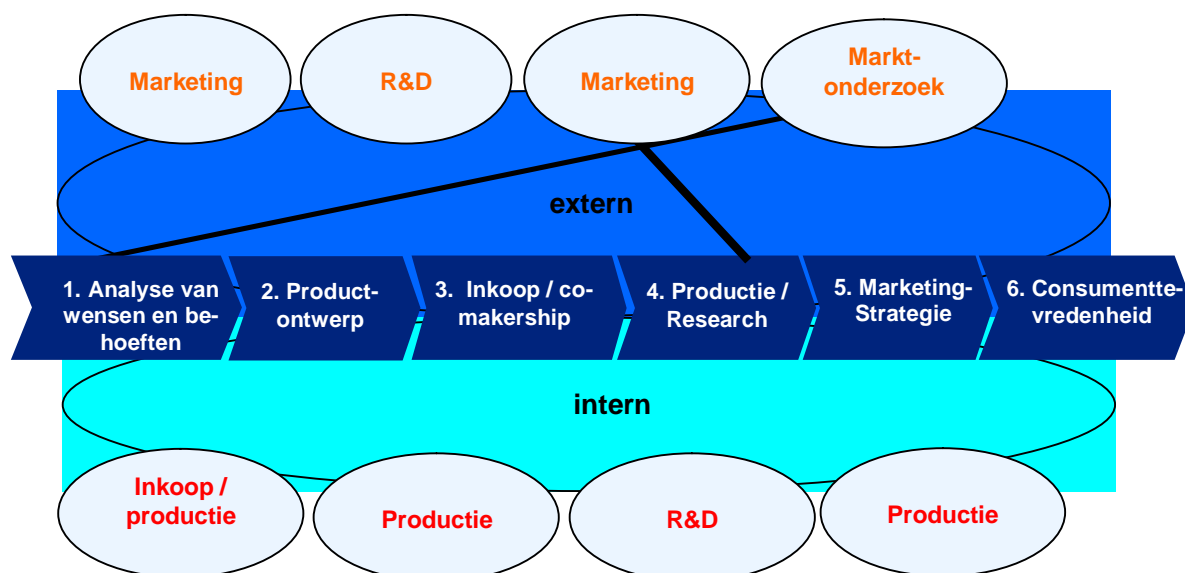 Marketing
R&D
Marketing
Markt-
onderzoek
extern
1. Analyse van
wensen en be-
hoeften
2. Product-
ontwerp
3. Inkoop / co-
makership
4. Productie /
Research
5. Marketing-
Strategie
6. Consumentte-
vredenheid
intern
Inkoop /
productie
Productie
R&D
Productie